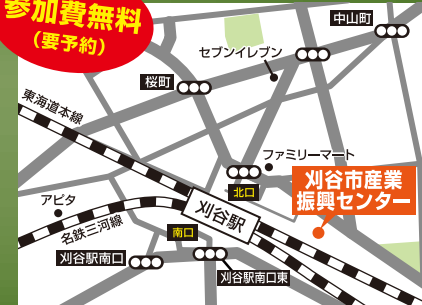 参加費無料
（要予約）
中山町
セブンイレブン
桜町
東海道本線
ファミリーマート
北口
刈谷市産業
振興センター
アピタ
刈谷駅
名鉄三河線
南口
刈谷駅南口
刈谷駅南口東